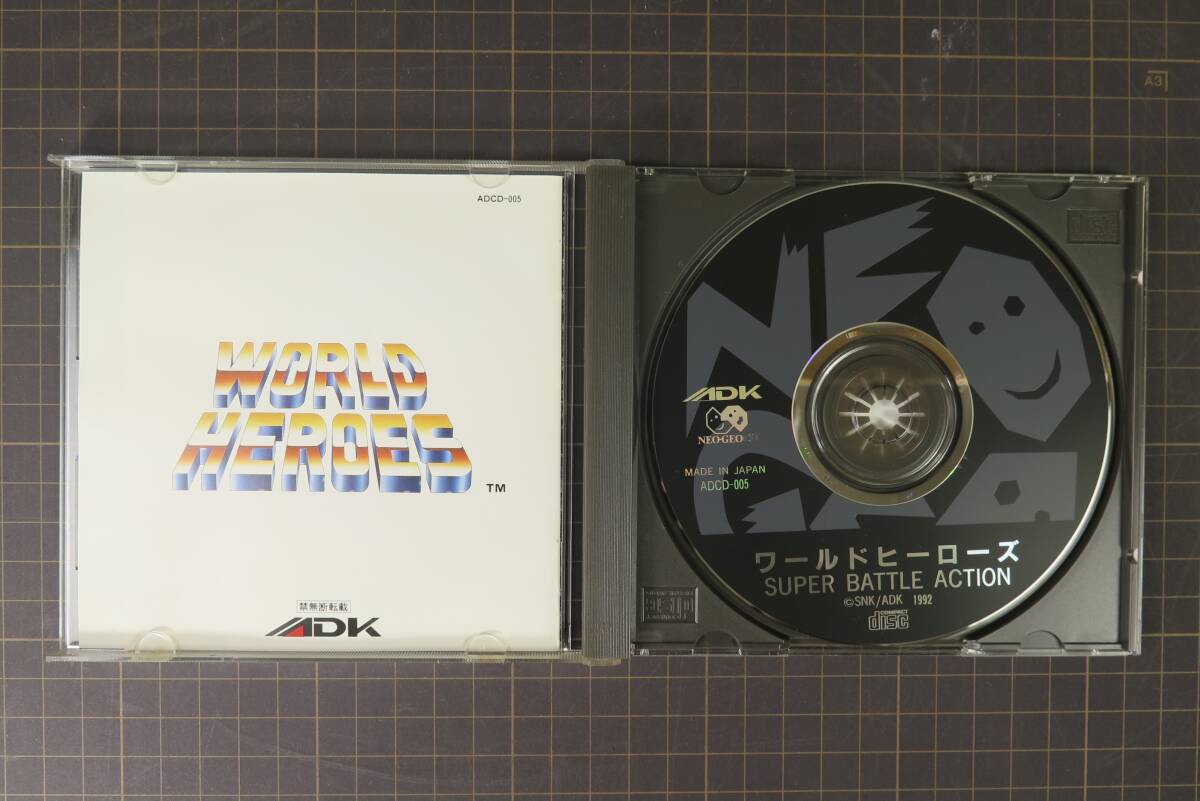 ADCD-005
WORLD
HEROES ™
禁無断転載
ADK
NEO
GEO
ADK
NEO•GEO CD
MADE IN JAPAN
ADCD-005
ワールドヒーローズ
SUPER BATTLE ACTION
©SNK/ADK 1992
COMPACT
disc
A3